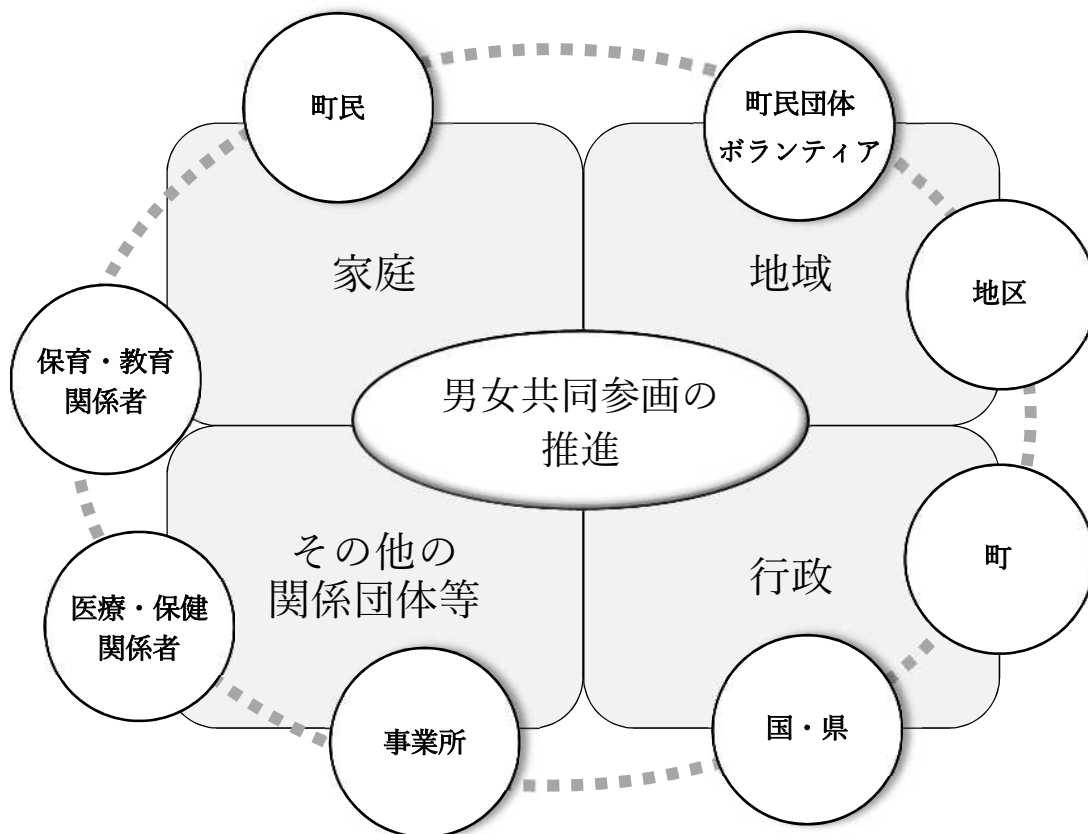 町民
町民団体
ボランティア
家庭
地域
地区
保育・教育
関係者
男女共同参画の
推進
その他の
関係団体等
行政
町
医療・保健
関係者
事業所
国・県